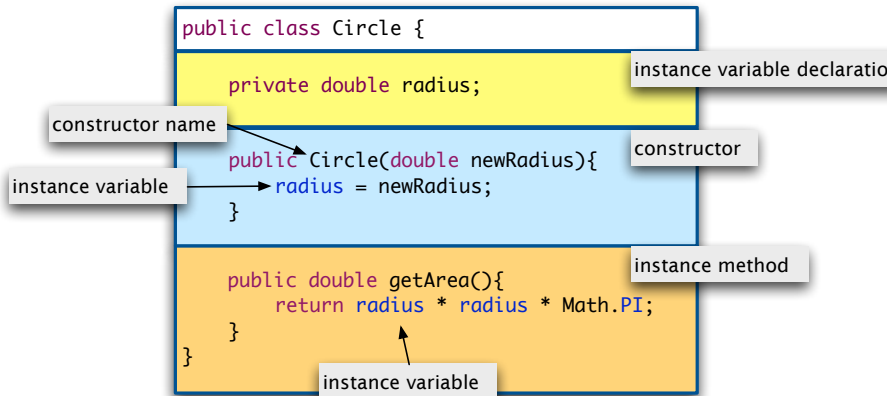 public class Circle {
instance variable declaratio
private double radius;
constructor name
constructor
public Circle(double newRadius){
instance variable
radius = newRadius;
}
instance method
public double getArea(){
return radius * radius * Math.PI;
}
}
instance variable